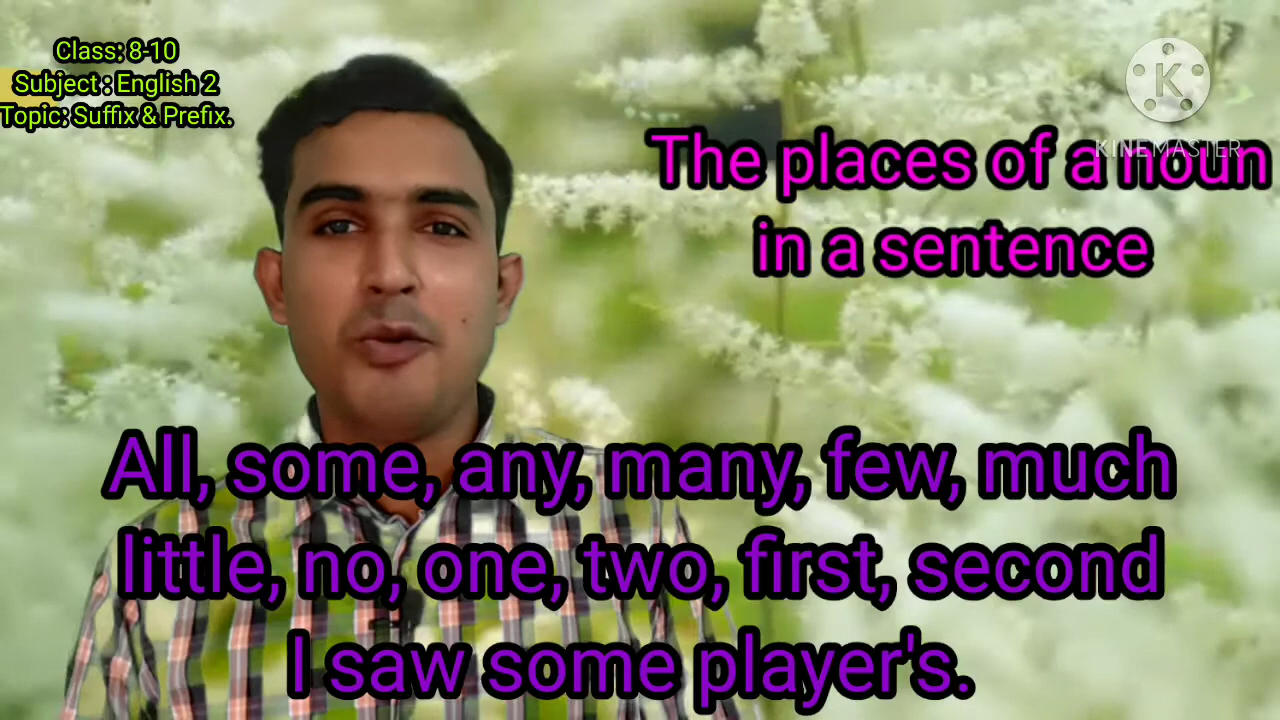 Class: 8-10
Subject : English 2
Topic: Suffix & Prefix.
K
KINEMASTER
The places of a noun
in a sentence
All, some, any, many, few, much
little, no, one, two, first, second
I saw some player's.